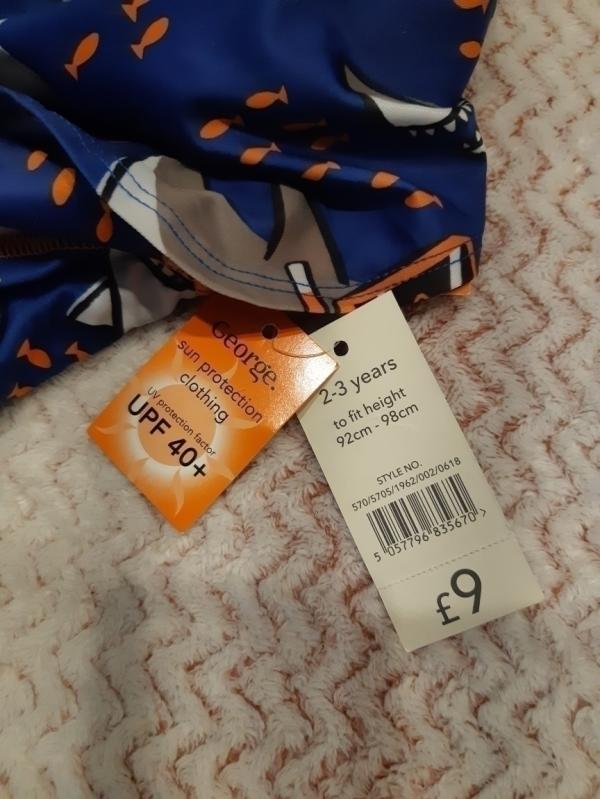 George.
sun protection
clothing
UV protection factor
UPF 40+
2-3 years
to fit height
92cm - 98cm
STYLE NO.
570/5705/1962/002/0618
5 057796 835670 >
£9